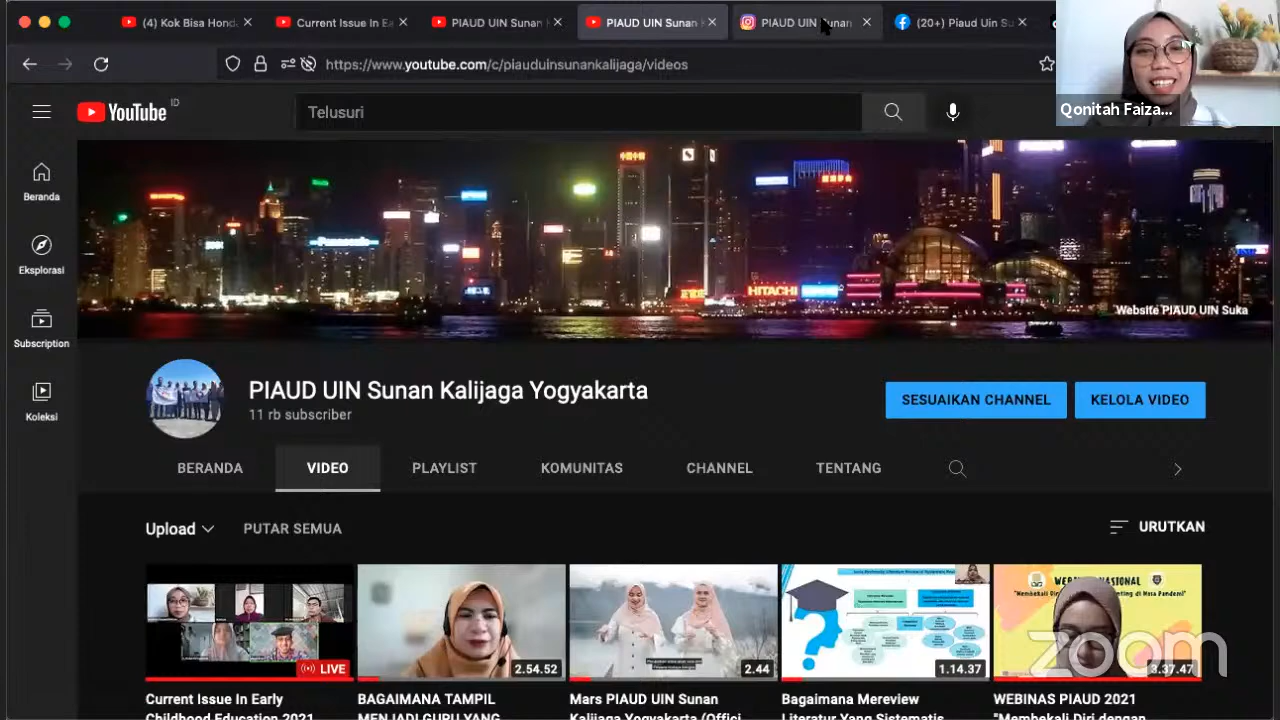 (4) Kok Bisa Hond
Current Issue In Ea
PIAUD UIN Sunan K
PIAUD UIN Sunan K
PIAUD UIN Sunan
(20+) Piaud Uin Su
https://www.youtube.com/c/piauduinsunankalijaga/videos
Qonitah Faiza...
YouTube ID
Telusuri
Beranda
Eksplorasi
Subscription
Koleksi
Panasonic
HITACHI
Website PIAUD UIN Suka
PIAUD UIN Sunan Kalijaga Yogyakarta
11 rb subscriber
SESUAIKAN CHANNEL
KELOLA VIDEO
BERANDA
VIDEO
PLAYLIST
KOMUNITAS
CHANNEL
TENTANG
Upload
PUTAR SEMUA
URUTKAN
LIVE
2.54.52
2.44
1.14.37
3.37.47
zoom
Current Issue In Early
Childhood Education 2021
BAGAIMANA TAMPIL
MENJADI GURU YANG
Mars PIAUD UIN Sunan
Kalijaga Yogyakarta (Offici
Bagaimana Mereview
Literatur Yang Sistematis
WEBINAS PIAUD 2021
"Membekali Diri dengan